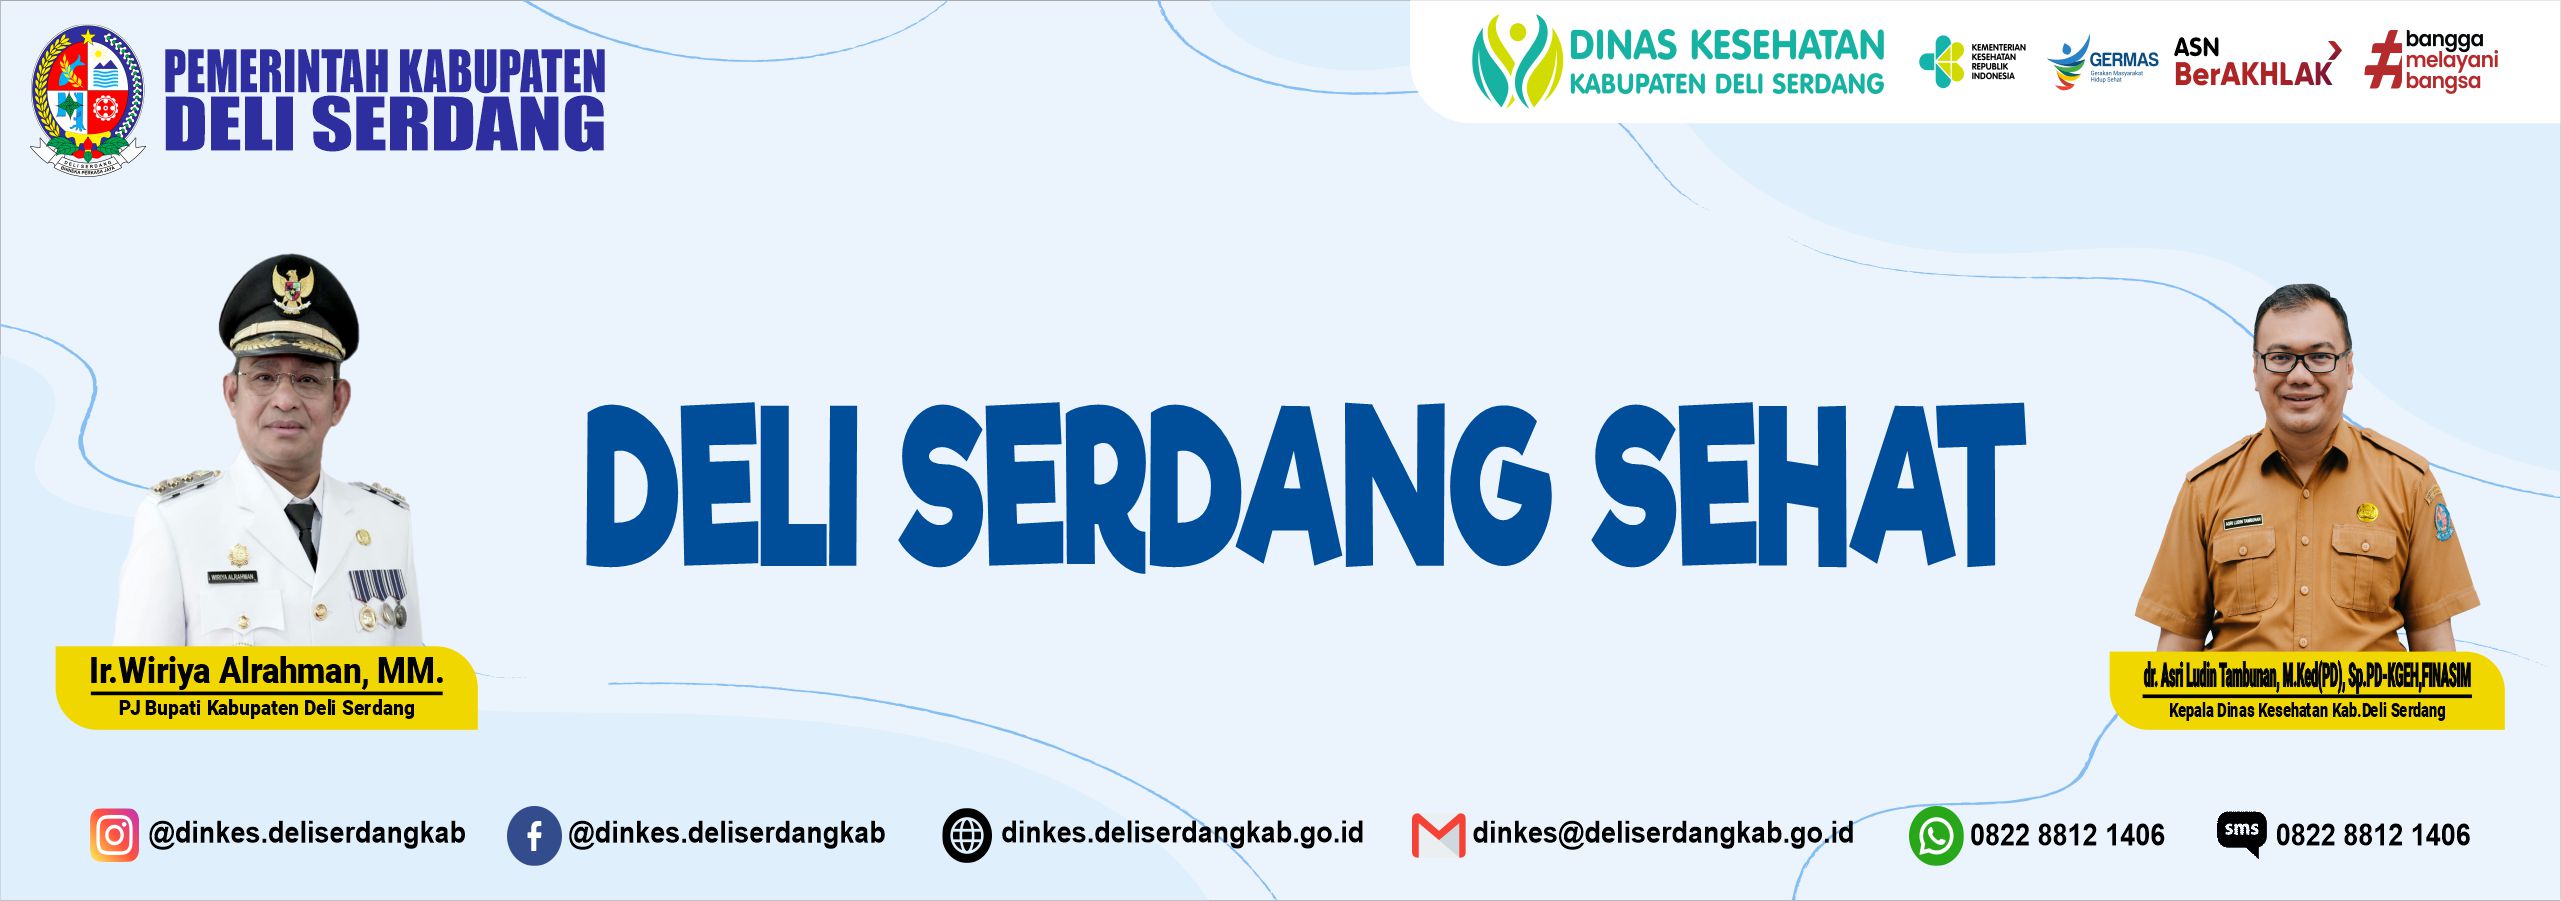 PEMERINTAH KABUPATEN
DELI SERDANG
DELI SERDANG
BHINNEKA PERKASA JAYA
DINAS KESEHATAN
KABUPATEN DELI SERDANG
KEMENTERIAN
KESEHATAN
REPUBLIK
INDONESIA
GERMAS
Gerakan Masyarakat
Hidup Sehat
ASN
BerAKHLAK
#bangga
melayani
bangsa
DELI SERDANG SEHAT
WIRIYA ALRAHMAN
Ir.Wiriya Alrahman, MM.
PJ Bupati Kabupaten Deli Serdang
ASRI LUDIN TAMBUNAN
dr. Asri Ludin Tambunan, M.Ked(PD), Sp.PD-KGEH,FINASIM
Kepala Dinas Kesehatan Kab.Deli Serdang
@dinkes.deliserdangkab
f @dinkes.deliserdangkab
dinkes.deliserdangkab.go.id
dinkes@deliserdangkab.go.id
0822 8812 1406
sms 0822 8812 1406